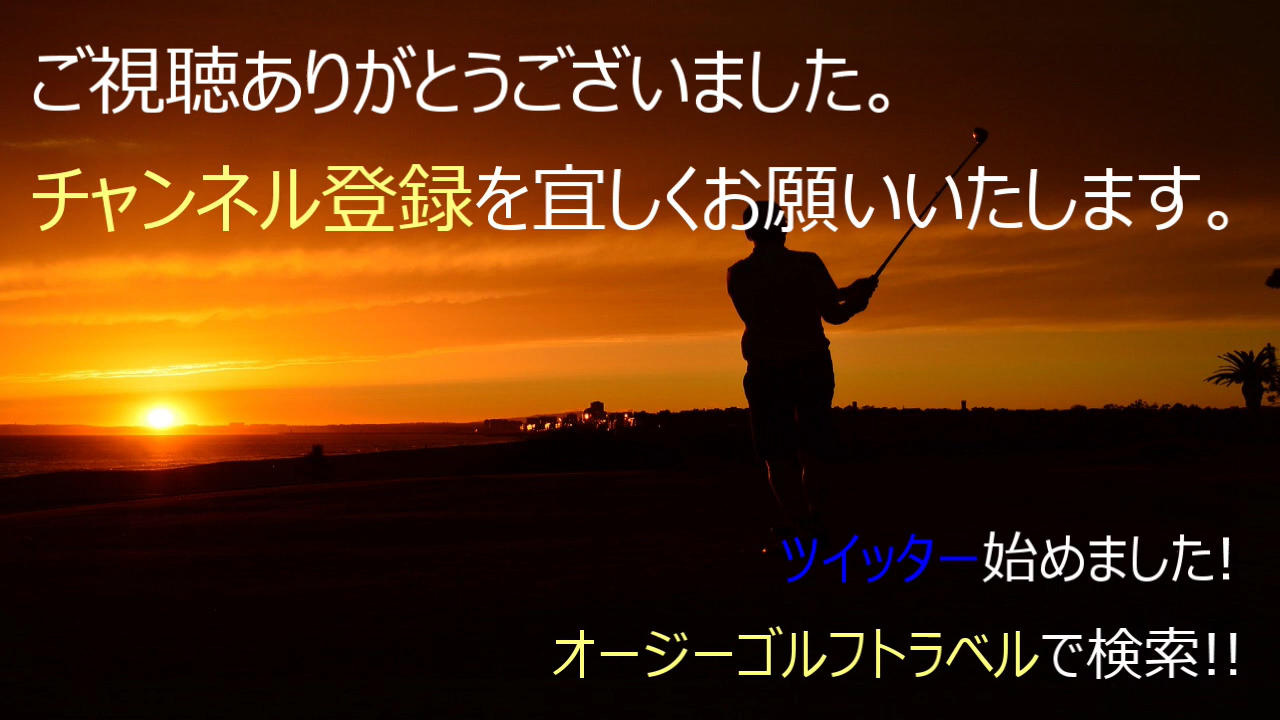 ご視聴ありがとうございました。
チャンネル登録を宜しくお願いいたします。
ツイッター始めました!
オージーゴルフトラベルで検索!!